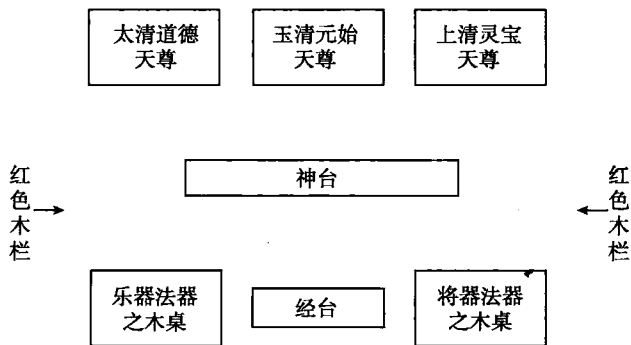 太清道德
天尊
玉清元始
天尊
上清灵宝
天尊
神台
红色木栏
红色木栏
乐器法器
之木桌
经台
将器法器
之木桌